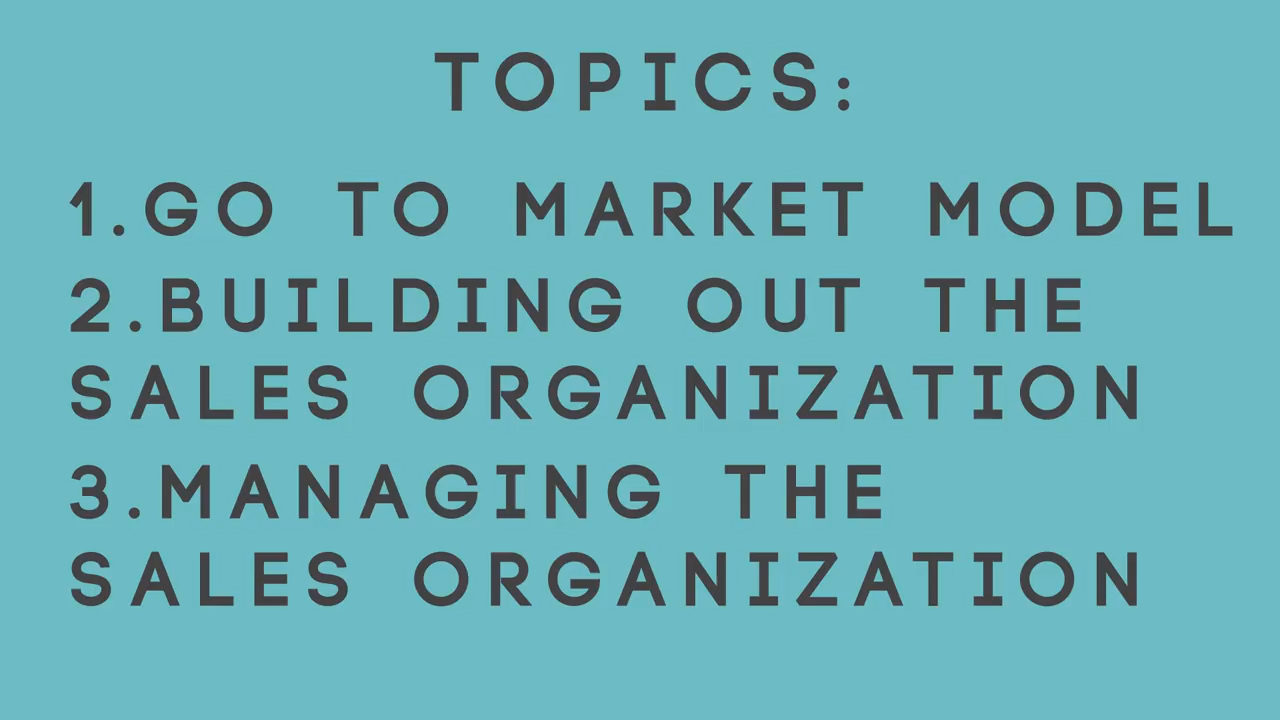 TOPICS:
1.GO TO MARKET MODEL
2.BUILDING OUT THE
SALES ORGANIZATION
3.MANAGING THE
SALES ORGANIZATION